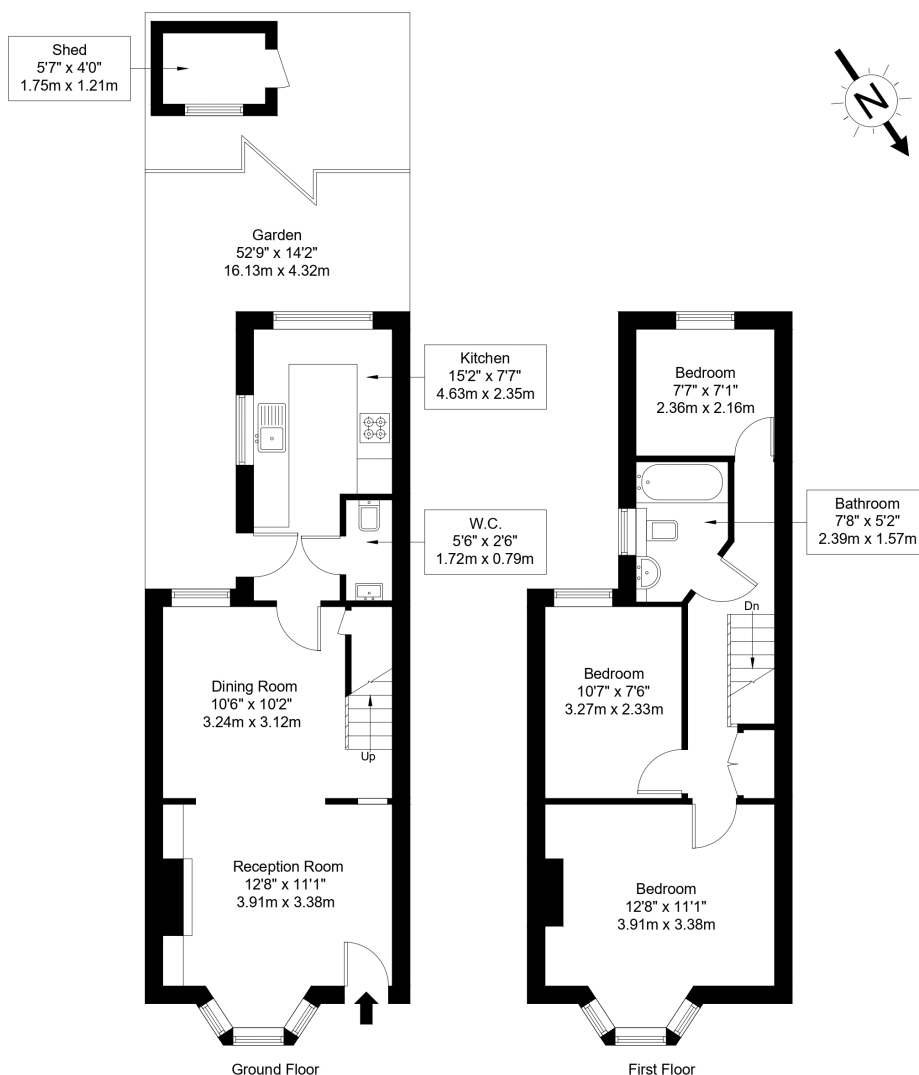 Shed
5'7" x 4'0"
1.75m x 1.21m
N
Garden
52'9" x 14'2"
16.13m x 4.32m
Kitchen
15'2" x 7'7"
4.63m x 2.35m
Bedroom
7'7" x 7'1"
2.36m x 2.16m
Bathroom
7'8" x 5'2"
2.39m x 1.57m
W.C.
5'6" x 2'6"
1.72m x 0.79m
Dn
Dining Room
10'6" x 10'2"
3.24m x 3.12m
Up
Bedroom
10'7" x 7'6"
3.27m x 2.33m
Reception Room
12'8" x 11'1"
3.91m x 3.38m
Bedroom
12'8" x 11'1"
3.91m x 3.38m
Ground Floor
First Floor